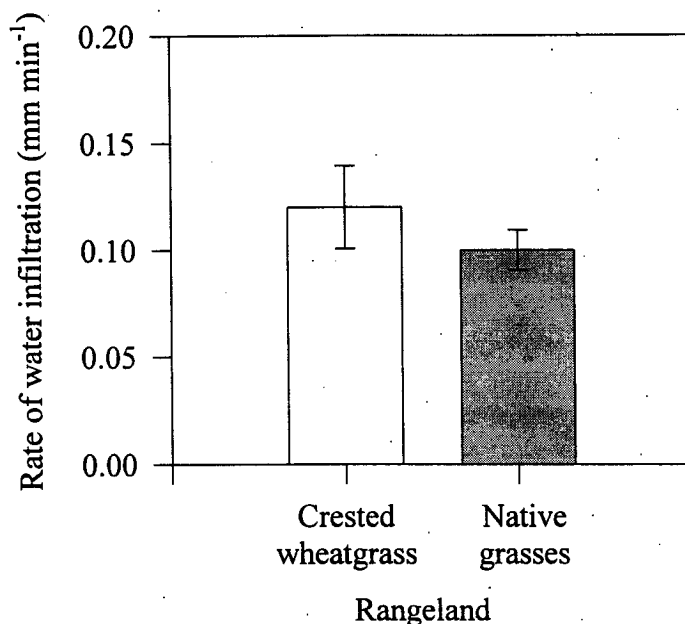 Rate of water infiltration (mm min⁻¹)
0.20
0.15
0.10
0.05
0.00
Crested
wheatgrass
Native
grasses
Rangeland